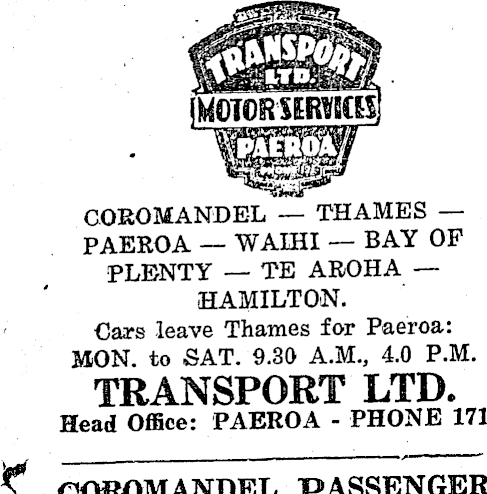 TRANSPORT
LTD.
MOTOR SERVICES
PAEROA
COROMANDEL — THAMES —
PAEROA — WAIHI — BAY OF
PLENTY — TE AROHA —
HAMILTON.
Cars leave Thames for Paeroa:
MON. to SAT. 9.30 A.M., 4.0 P.M.
TRANSPORT LTD.
Head Office: PAEROA - PHONE 171
COROMANDEL PASSENGER